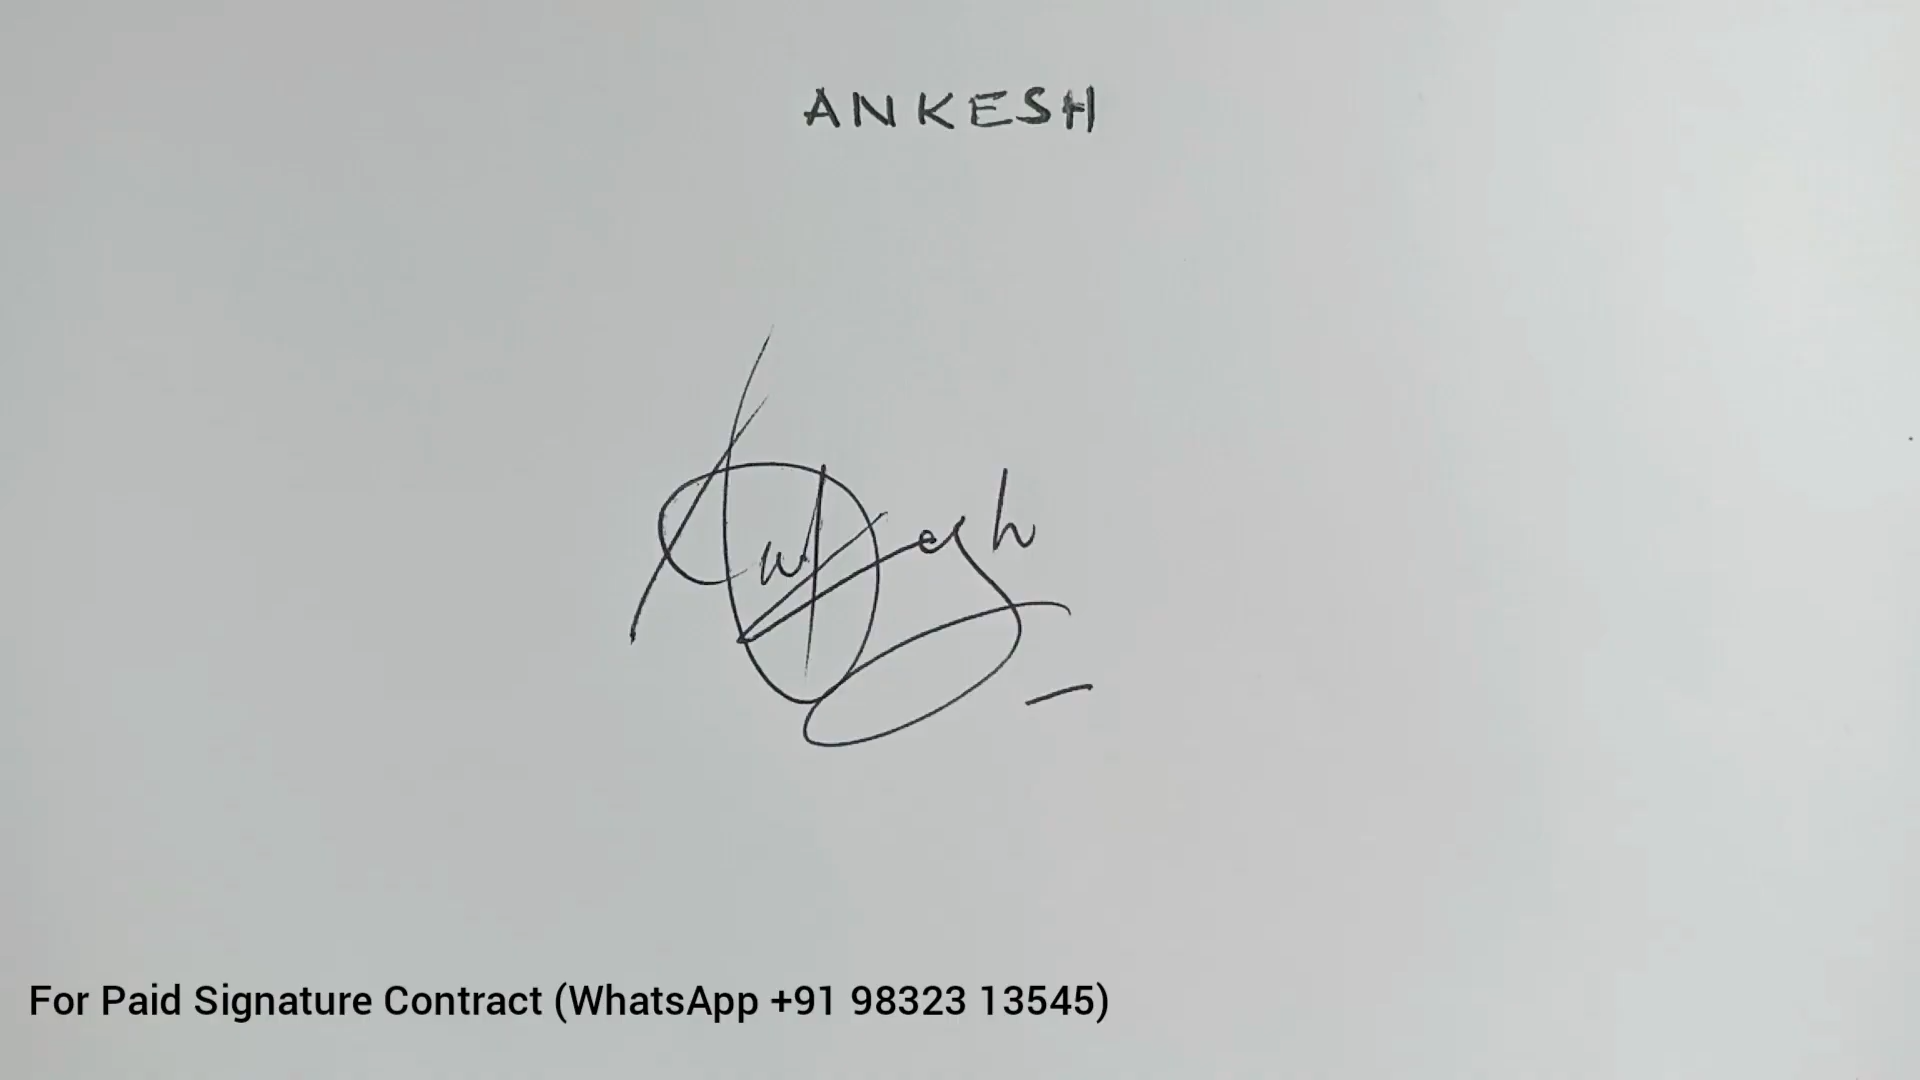 ANKESH
Ankesh
For Paid Signature Contract (WhatsApp +91 98323 13545)